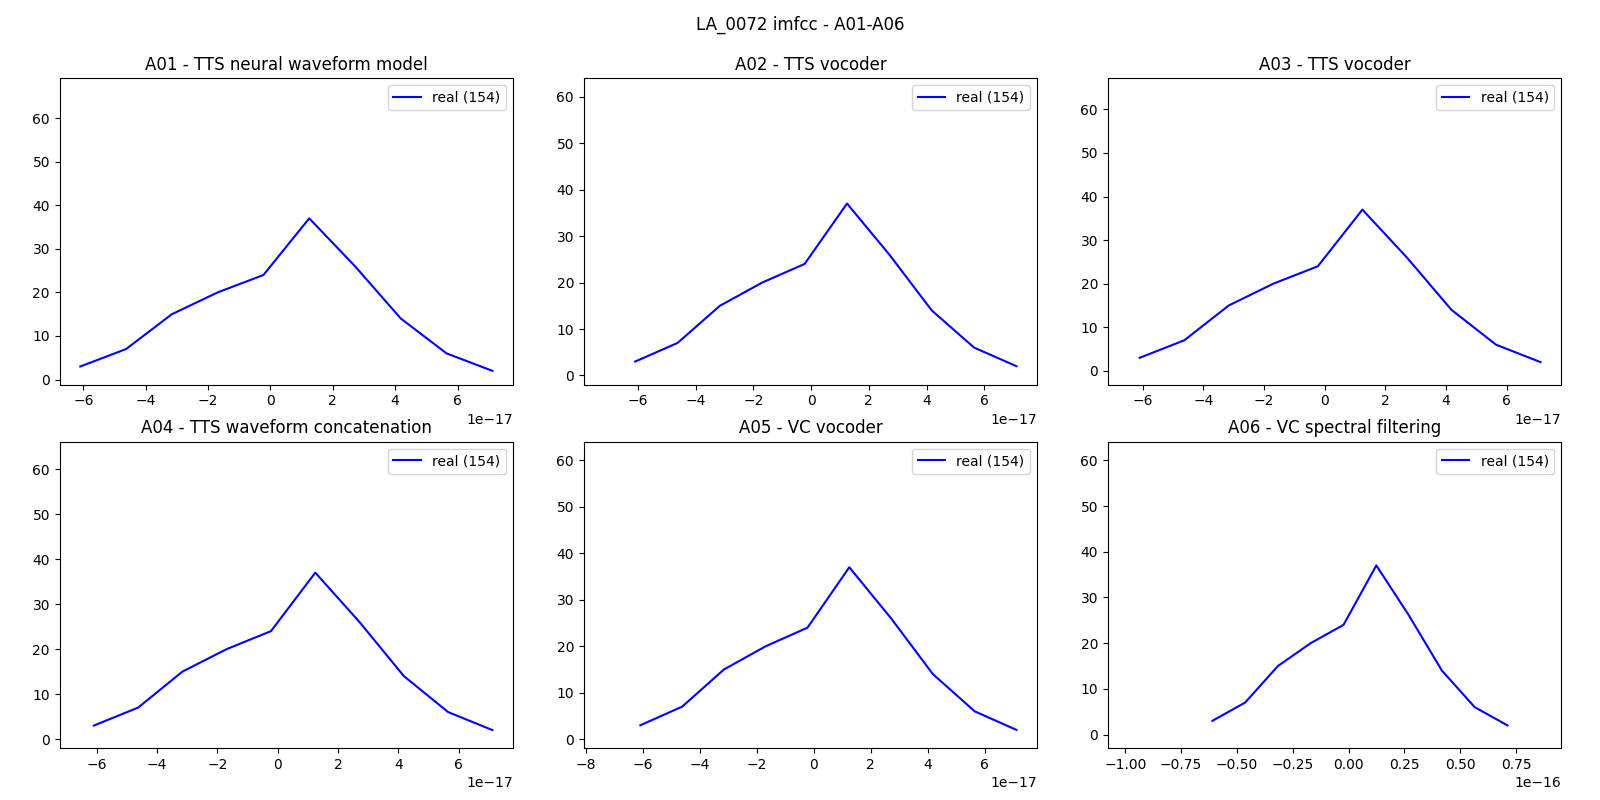 LA_0072 imfcc - A01-A06
A01 - TTS neural waveform model
real (154)
60
50
40
30
20
10
0
−6 −4 −2 0 2 4 6
1e−17
A02 - TTS vocoder
real (154)
60
50
40
30
20
10
0
−6 −4 −2 0 2 4 6
1e−17
A03 - TTS vocoder
real (154)
60
50
40
30
20
10
0
−6 −4 −2 0 2 4 6
1e−17
A04 - TTS waveform concatenation
real (154)
60
50
40
30
20
10
0
−6 −4 −2 0 2 4 6
1e−17
A05 - VC vocoder
real (154)
60
50
40
30
20
10
0
−8 −6 −4 −2 0 2 4 6
1e−17
A06 - VC spectral filtering
real (154)
60
50
40
30
20
10
0
−1.00 −0.75 −0.50 −0.25 0.00 0.25 0.50 0.75
1e−16